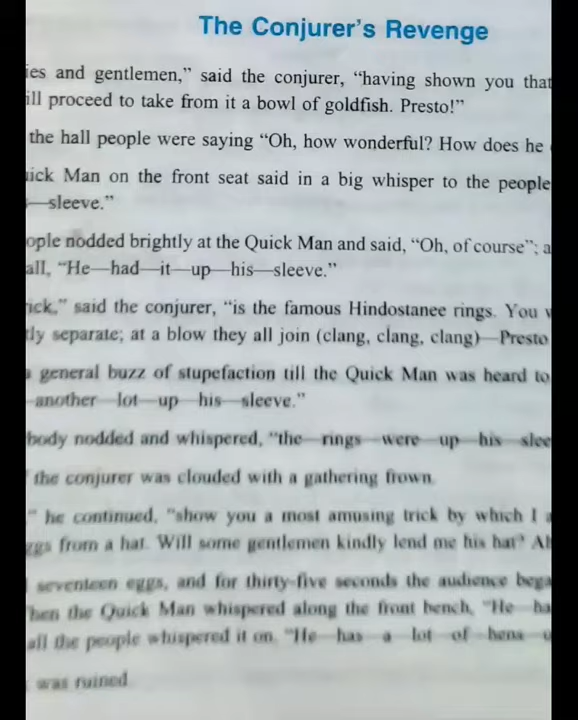 The Conjurer's Revenge
ies and gentlemen," said the conjurer, "having shown you that
ill proceed to take from it a bowl of goldfish. Presto!"
the hall people were saying "Oh, how wonderful? How does he
uick Man on the front seat said in a big whisper to the people
—sleeve."
ople nodded brightly at the Quick Man and said, "Oh, of course"; a
all, "He—had—it—up—his—sleeve."
ick," said the conjurer, "is the famous Hindostanee rings. You
tly separate; at a blow they all join (clang, clang, clang)—Presto
general buzz of stupefaction till the Quick Man was heard to
another—lot—up—his—sleeve."
body nodded and whispered, "the—rings—were—up—his—slee
the conjurer was clouded with a gathering frown.
" he continued, "show you a most amusing trick by which I
ggs from a hat. Will some gentlemen kindly lend me his hat? Ah
seventeen eggs, and for thirty-five seconds the audience bega
hen the Quick Man whispered along the front bench, "He—ha
all the people whispered it on. "He—has—a—lot—of—hens—u
was ruined.